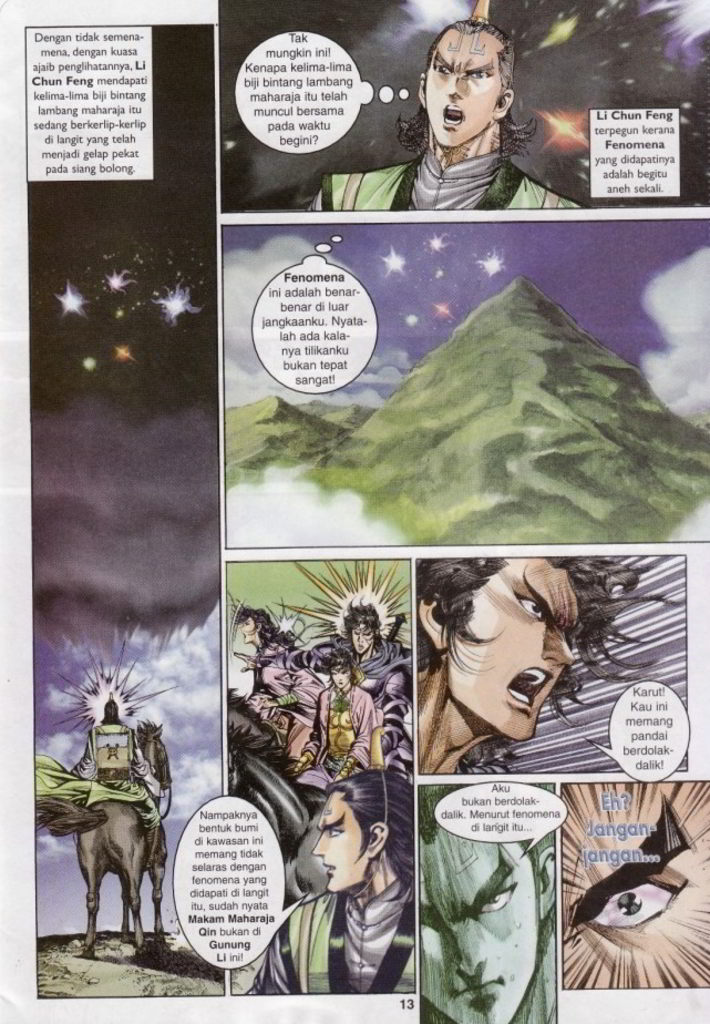 Dengan tidak semena-
mena, dengan kuasa
ajaib penglihatannya, Li
Chun Feng mendapati
kelima-lima biji bintang
lambang maharaja itu
sedang berkerlip-kerlip
di langit yang telah
menjadi gelap pekat
pada siang bolong.
Tak
mungkin ini!
Kenapa kelima-lima
biji bintang lambang
maharaja itu telah
muncul bersama
pada waktu
begini?
Li Chun Feng
terpegun kerana
Fenomena
yang didapatinya
adalah begitu
aneh sekali.
Fenomena
ini adalah benar-
benar di luar
jangkaanku. Nyata-
lah ada kala-
nya tilikanku
bukan tepat
sangat!
Nampaknya
bentuk bumi
di kawasan ini
memang tidak
selaras dengan
fenomena yang
didapati di langit
itu, sudah nyata
Makam Maharaja
Qin bukan di
Gunung
Li ini!
Karut!
Kau ini
memang
pandai
berdolak-
dalik!
Aku
bukan berdolak-
dalik. Menurut fenomena
di langit itu...
Eh?
Jangan-
jangan...
13